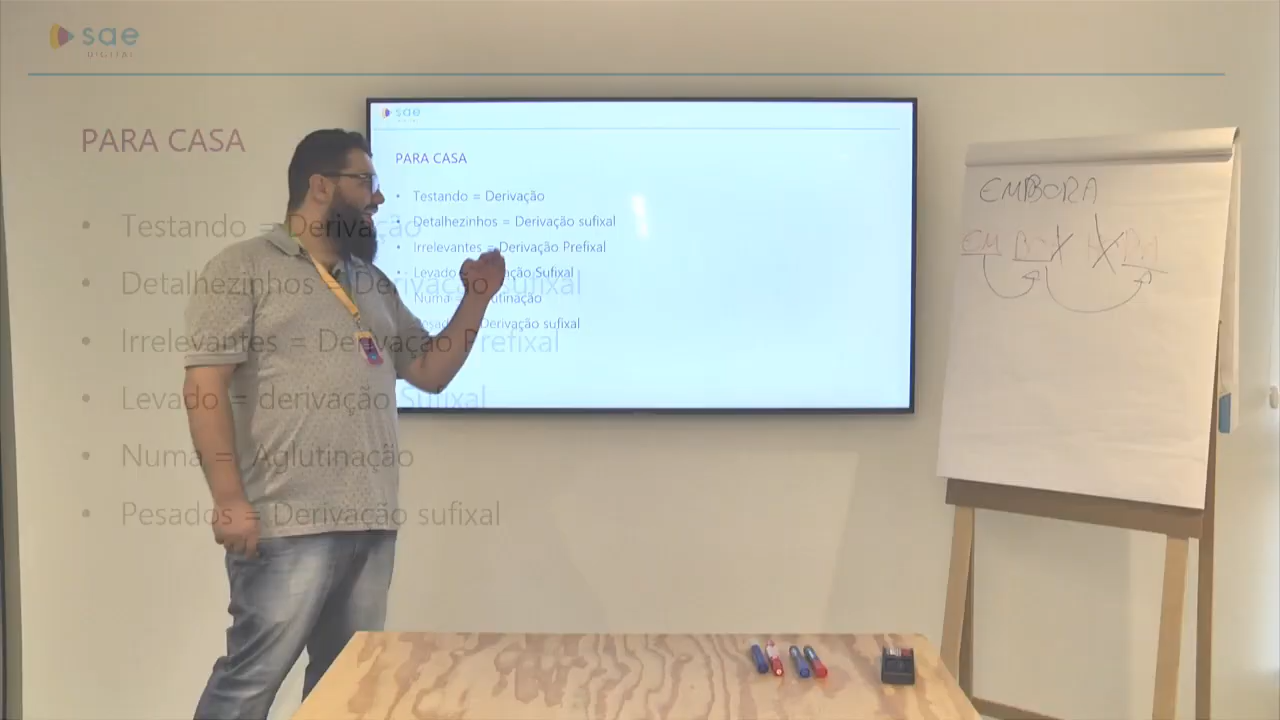 sae
DIGITAL
PARA CASA
• Testando = Derivação
• Detalhezinhos = Derivação sufixal
• Irrelevantes = Derivação Prefixal
• Levado = derivação Sufixal
• Numa = Aglutinação
• Pesados = Derivação sufixal
sae
PARA CASA
• Testando = Derivação
• Detalhezinhos = Derivação sufixal
• Irrelevantes = Derivação Prefixal
Levado Sufixal
Numa
Derivação sufixal
EMBORA
EM